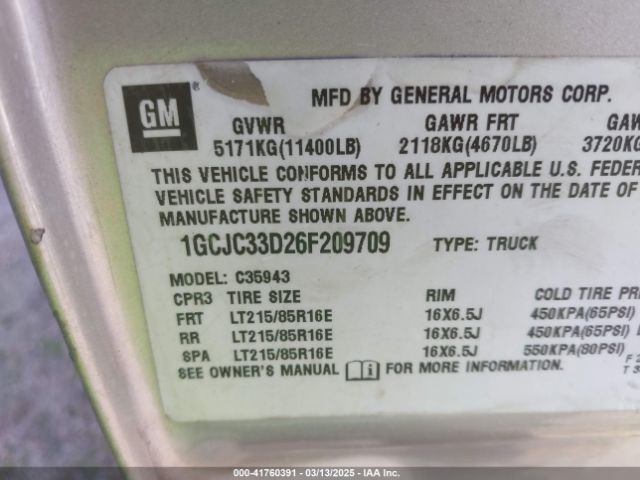 GM ® MFD BY GENERAL MOTORS CORP.
GVWR GAWR FRT
5171KG(11400LB) 2118KG(4670LB) 3720KG
THIS VEHICLE CONFORMS TO ALL APPLICABLE U.S. FEDER
VEHICLE SAFETY STANDARDS IN EFFECT ON THE DATE OF
MANUFACTURE SHOWN ABOVE.
1GCJC33D26F209709 TYPE: TRUCK
MODEL: C35943
CPR3 TIRE SIZE RIM COLD TIRE PR
FRT LT215/85R16E 16X6.5J 450KPA(65PSI)
RR LT215/85R16E 16X6.5J 450KPA(65PSI)
SPA LT215/85R16E 16X6.5J 550KPA(80PSI)
SEE OWNER'S MANUAL i FOR MORE INFORMATION.
000-41760391 | 03/13/2025 - IAA Inc.